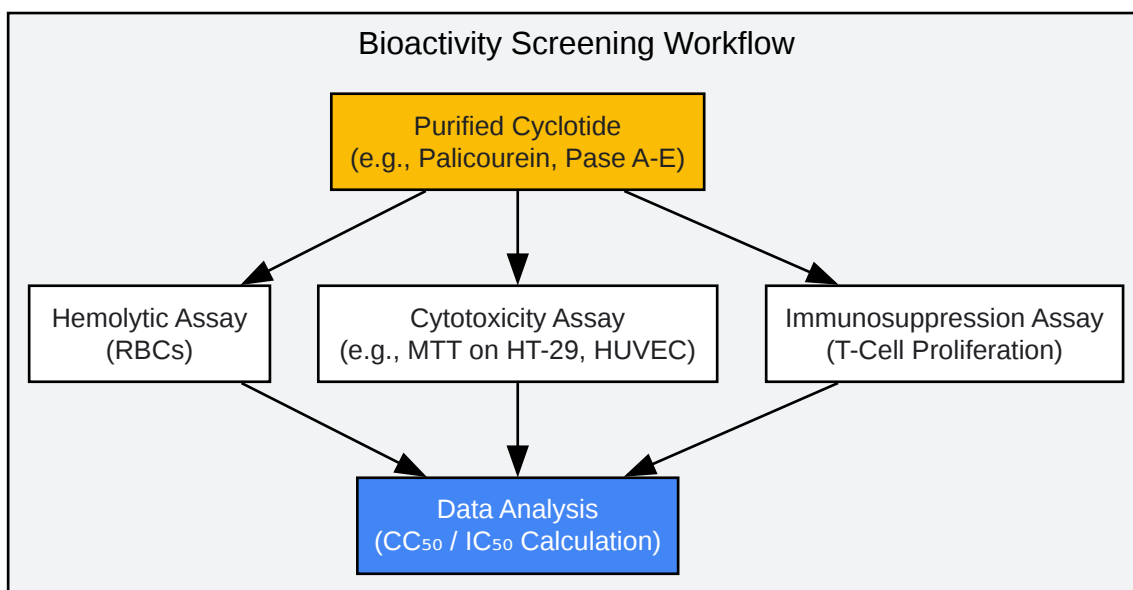 Bioactivity Screening Workflow
Purified Cyclotide
(e.g., Palicourein, Pase A-E)
Hemolytic Assay
(RBCs)
Cytotoxicity Assay
(e.g., MTT on HT-29, HUVEC)
Immunosuppression Assay
(T-Cell Proliferation)
Data Analysis
(CC₅₀ / IC₅₀ Calculation)